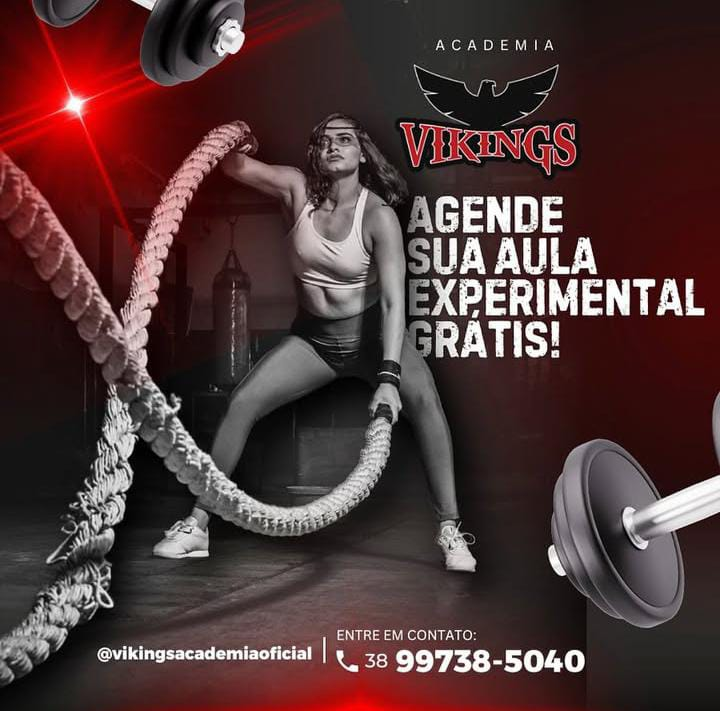 ACADEMIA
VIKINGS
AGENDE
SUA AULA
EXPERIMENTAL
GRÁTIS!
@vikingsacademiaoficial
ENTRE EM CONTATO:
38 99738-5040